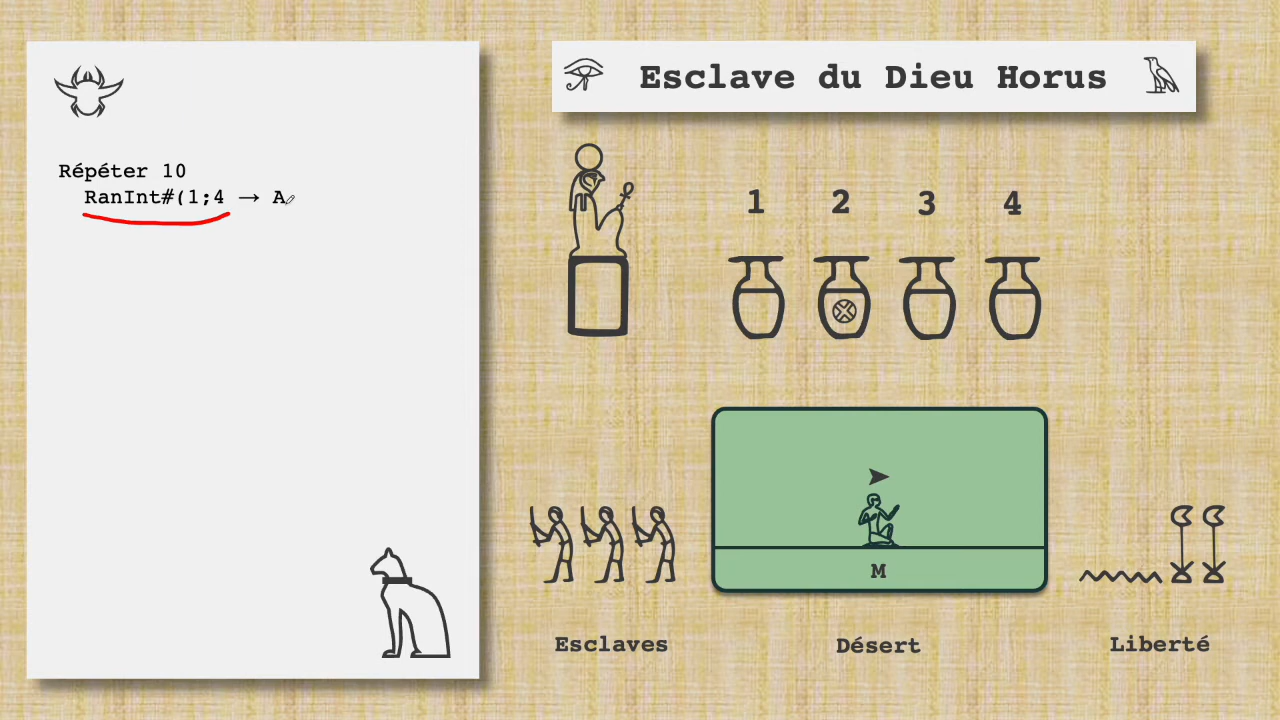 Esclave du Dieu Horus
Répéter 10
RanInt#(1;4 → A
1 2 3 4
M
Esclaves Désert Liberté